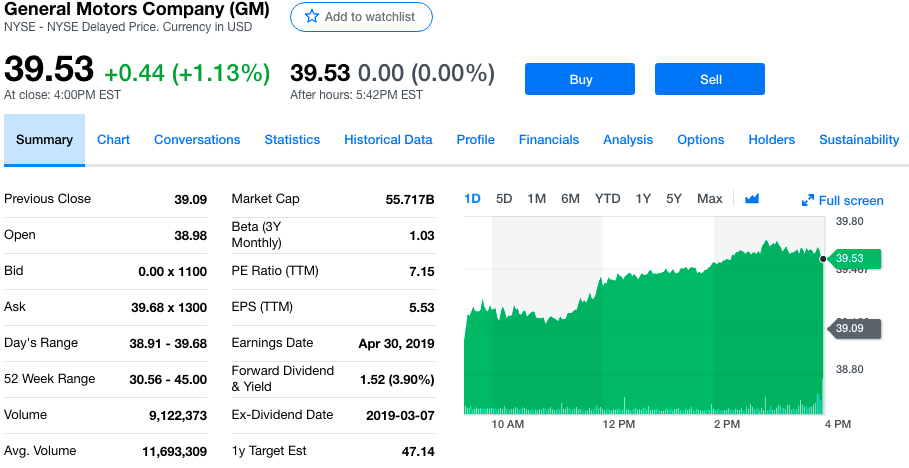 General Motors Company (GM)
NYSE - NYSE Delayed Price. Currency in USD
Add to watchlist
39.53 +0.44 (+1.13%)
At close: 4:00PM EST
39.53 0.00 (0.00%)
After hours: 5:42PM EST
Buy
Sell
Summary Chart Conversations Statistics Historical Data Profile Financials Analysis Options Holders Sustainability
Previous Close 39.09
Open 38.98
Bid 0.00 x 1100
Ask 39.68 x 1300
Day's Range 38.91 - 39.68
52 Week Range 30.56 - 45.00
Volume 9,122,373
Avg. Volume 11,693,309
Market Cap 55.717B
Beta (3Y
Monthly) 1.03
PE Ratio (TTM) 7.15
EPS (TTM) 5.53
Earnings Date Apr 30, 2019
Forward Dividend
& Yield 1.52 (3.90%)
Ex-Dividend Date 2019-03-07
1y Target Est 47.14
1D 5D 1M 6M YTD 1Y 5Y Max
Full screen
39.80
39.53
39.467
39.09
38.80
10 AM 12 PM 2 PM 4 PM